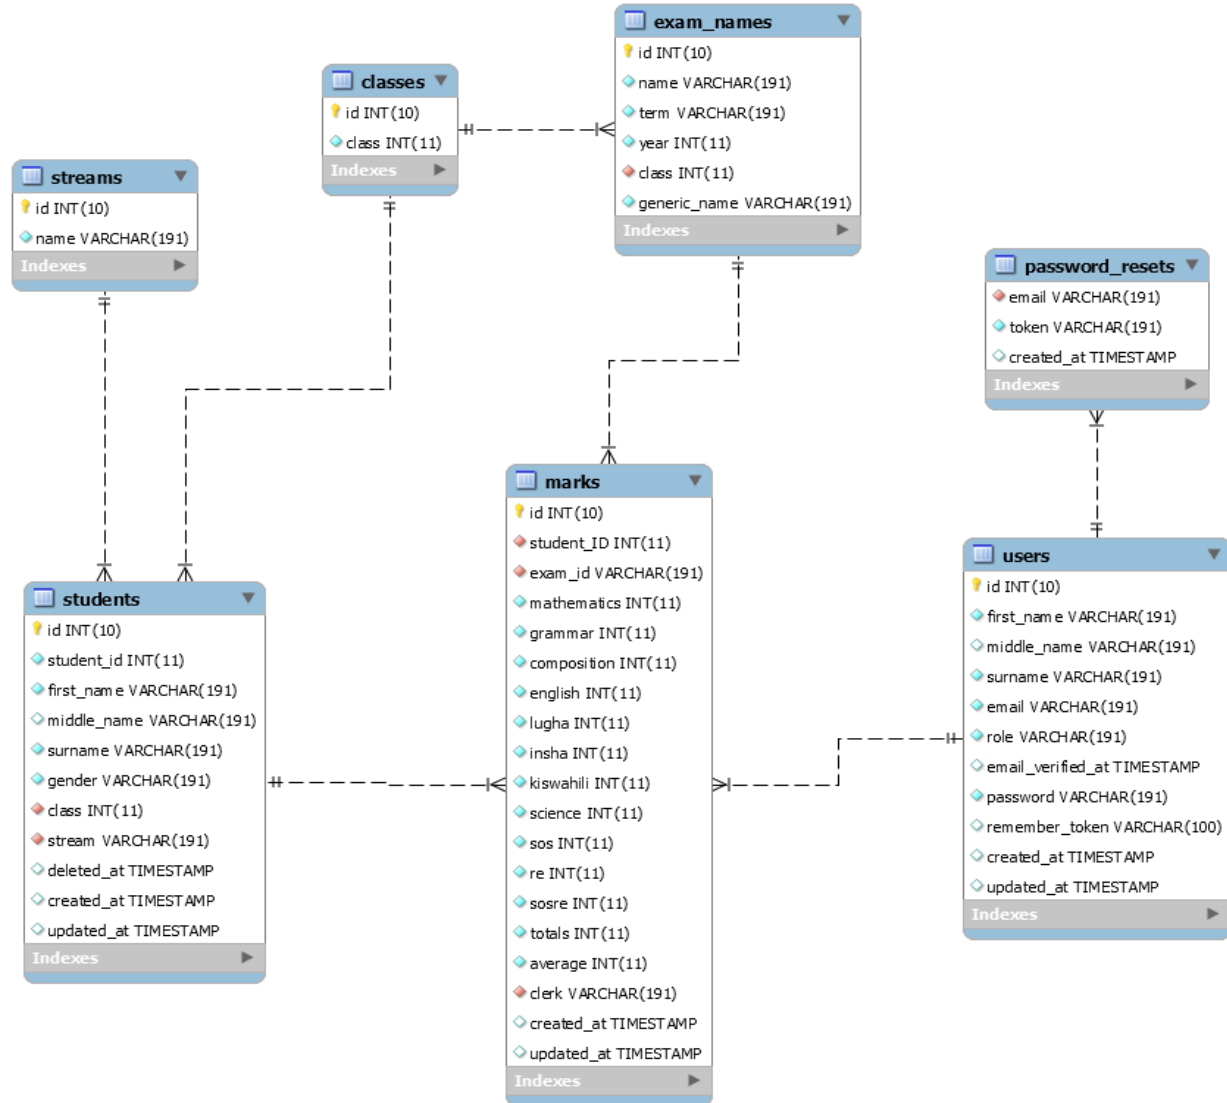 exam_names
id INT(10)
name VARCHAR(191)
term VARCHAR(191)
year INT(11)
class INT(11)
generic_name VARCHAR(191)
Indexes
classes
id INT(10)
class INT(11)
Indexes
streams
id INT(10)
name VARCHAR(191)
Indexes
password_resets
email VARCHAR(191)
token VARCHAR(191)
created_at TIMESTAMP
Indexes
marks
id INT(10)
student_ID INT(11)
exam_id VARCHAR(191)
mathematics INT(11)
grammar INT(11)
composition INT(11)
english INT(11)
lugha INT(11)
insha INT(11)
kiswahili INT(11)
science INT(11)
sos INT(11)
re INT(11)
sosre INT(11)
totals INT(11)
average INT(11)
clerk VARCHAR(191)
created_at TIMESTAMP
updated_at TIMESTAMP
Indexes
users
id INT(10)
first_name VARCHAR(191)
middle_name VARCHAR(191)
surname VARCHAR(191)
email VARCHAR(191)
role VARCHAR(191)
email_verified_at TIMESTAMP
password VARCHAR(191)
remember_token VARCHAR(100)
created_at TIMESTAMP
updated_at TIMESTAMP
Indexes
students
id INT(10)
student_id INT(11)
first_name VARCHAR(191)
middle_name VARCHAR(191)
surname VARCHAR(191)
gender VARCHAR(191)
class INT(11)
stream VARCHAR(191)
deleted_at TIMESTAMP
created_at TIMESTAMP
updated_at TIMESTAMP
Indexes